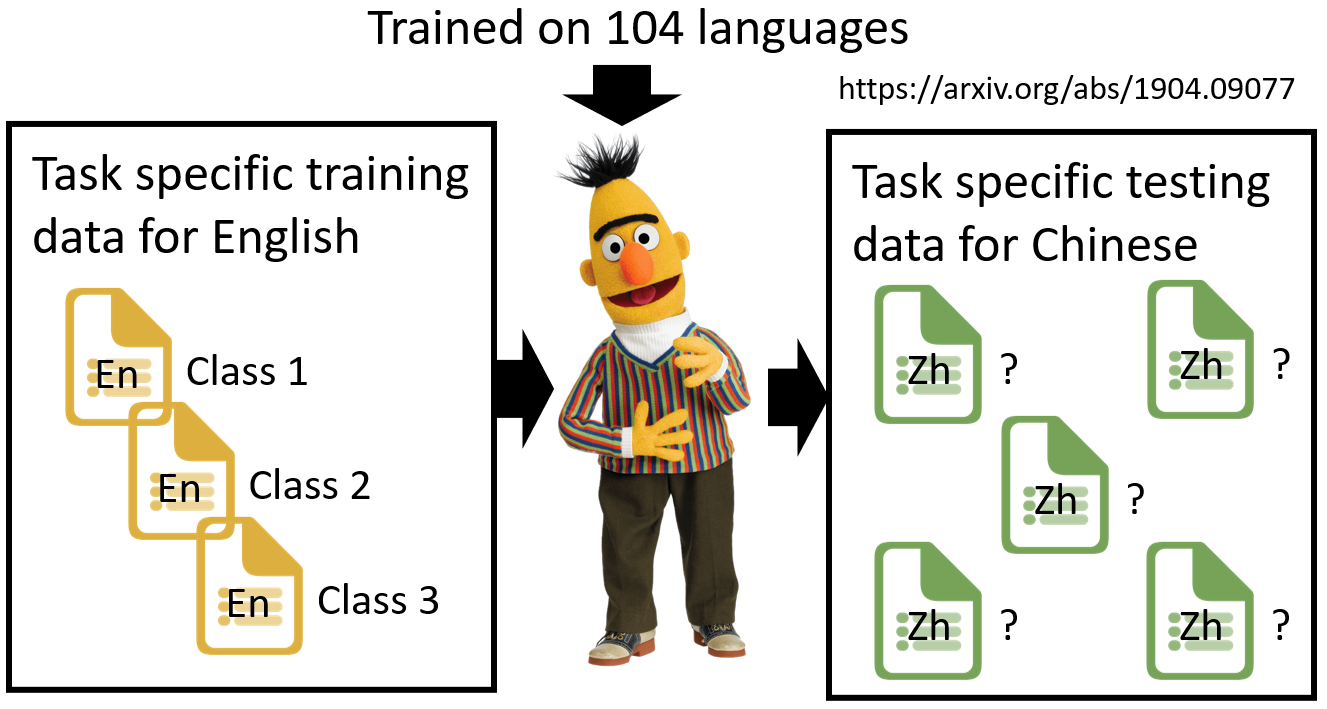 Trained on 104 languages
https://arxiv.org/abs/1904.09077
Task specific training
data for English
En
Class 1
En
Class 2
En
Class 3
Task specific testing
data for Chinese
Zh ?
Zh ?
Zh ?
Zh ?
Zh ?